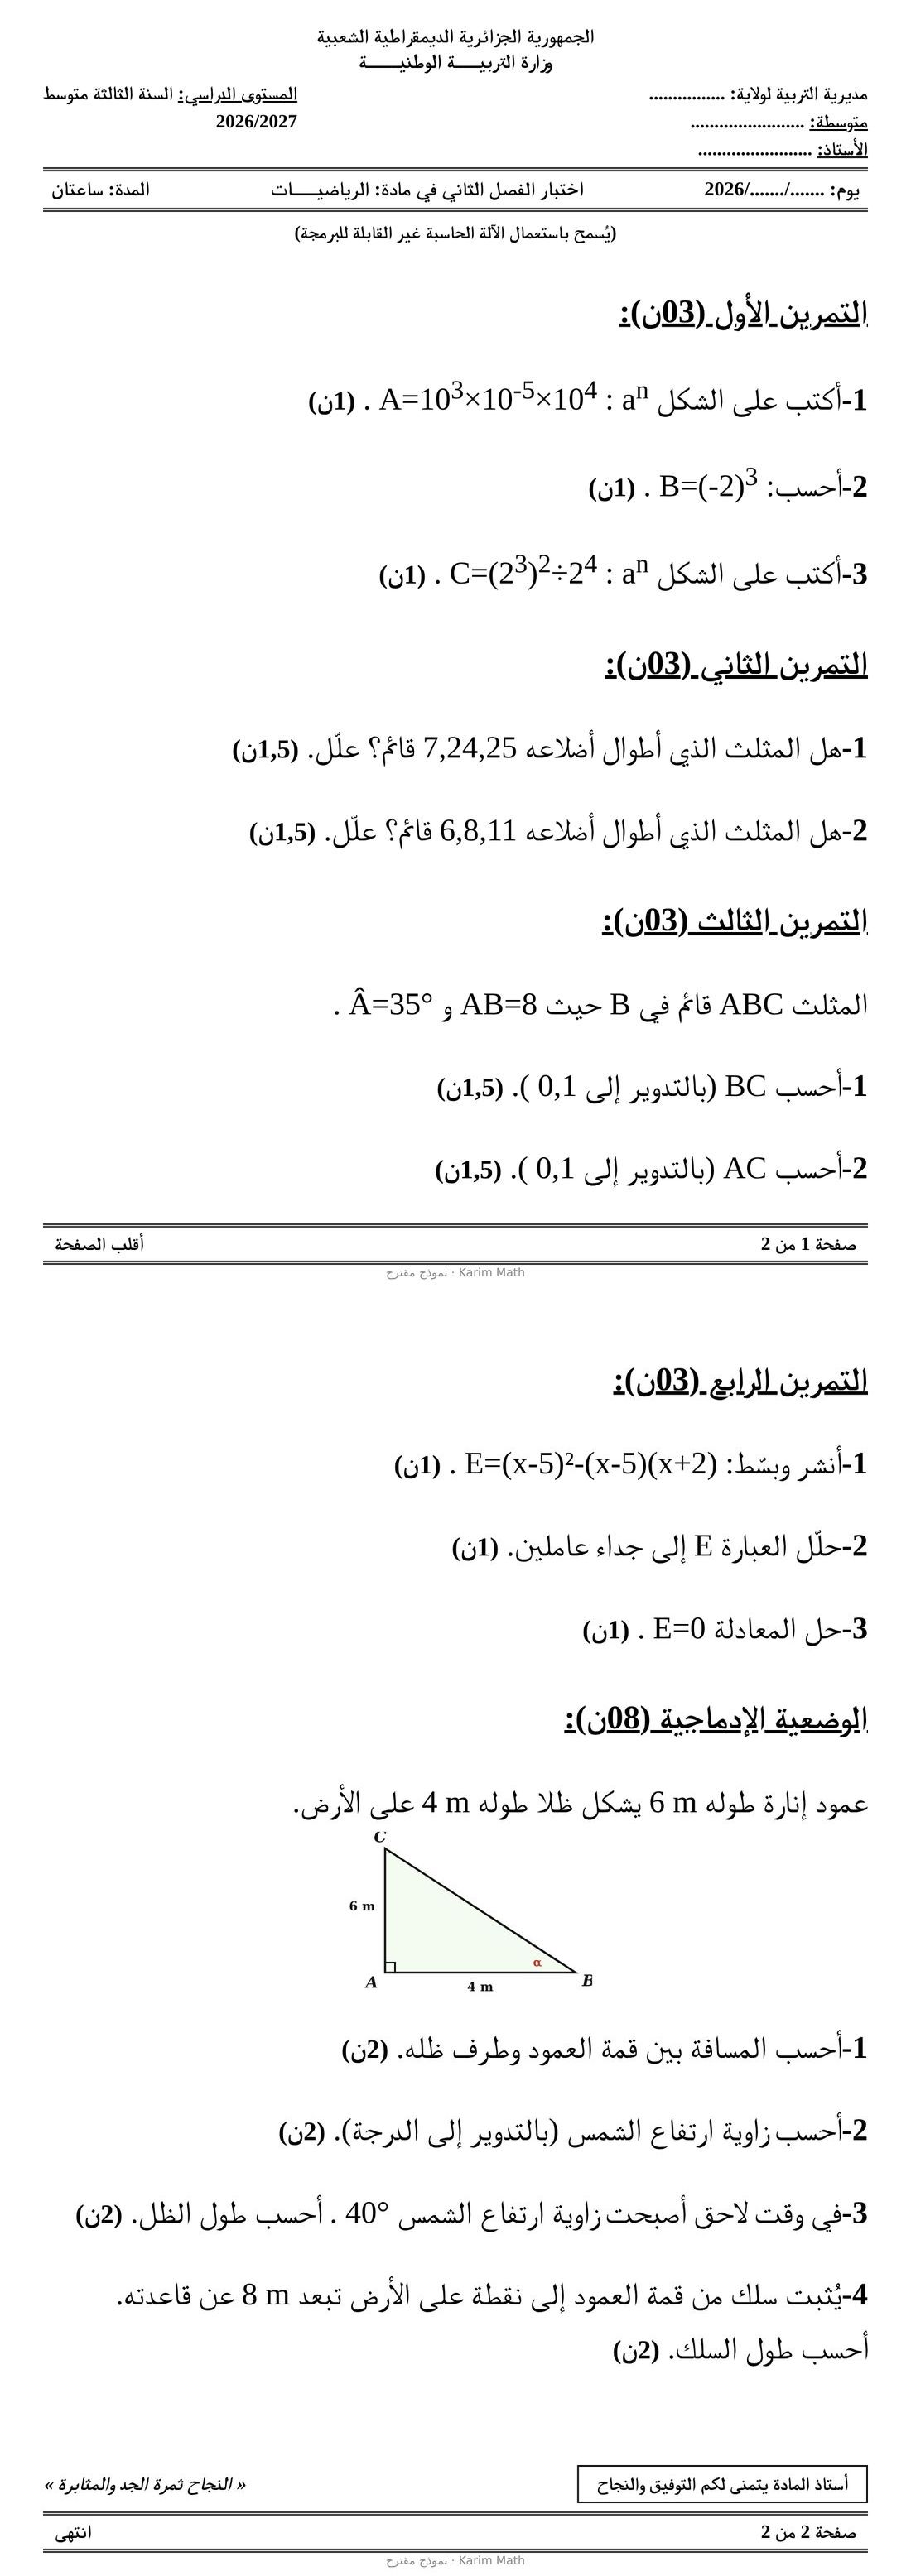 الجمهورية الجزائرية الديمقراطية الشعبية
وزارة التربيـــــة الوطنيــــــة
مديرية التربية لولاية: ................
المستوى الدراسي: السنة الثالثة متوسط
متوسطة: ........................
2026/2027
الأستاذ: ........................
يوم: ......./......./2026
اختبار الفصل الثاني في مادة: الرياضيـــــات
المدة: ساعتان
(يُسمح باستعمال الآلة الحاسبة غير القابلة للبرمجة)
التمرين الأول (03ن):
1-أكتب على الشكل aⁿ : A=10³×10⁻⁵×10⁴ . (1ن)
2-أحسب: B=(-2)³ . (1ن)
3-أكتب على الشكل aⁿ : C=(2³)²÷2⁴ . (1ن)
التمرين الثاني (03ن):
1-هل المثلث الذي أطوال أضلاعه 7,24,25 قائم؟ علّل. (1,5ن)
2-هل المثلث الذي أطوال أضلاعه 6,8,11 قائم؟ علّل. (1,5ن)
التمرين الثالث (03ن):
المثلث ABC قائم في B حيث AB=8 و Â=35° .
1-أحسب BC (بالتدوير إلى 0,1 ). (1,5ن)
2-أحسب AC (بالتدوير إلى 0,1 ). (1,5ن)
صفحة 1 من 2
أقلب الصفحة
Karim Math · نموذج مقترح
التمرين الرابع (03ن):
1-أنشر وبسّط: E=(x-5)²-(x-5)(x+2) . (1ن)
2-حلّل العبارة E إلى جداء عاملين. (1ن)
3-حل المعادلة E=0 . (1ن)
الوضعية الإدماجية (08ن):
عمود إنارة طوله 6 m يشكل ظلا طوله 4 m على الأرض.
C
6 m
α
A
B
4 m
1-أحسب المسافة بين قمة العمود وطرف ظله. (2ن)
2-أحسب زاوية ارتفاع الشمس (بالتدوير إلى الدرجة). (2ن)
3-في وقت لاحق أصبحت زاوية ارتفاع الشمس 40° . أحسب طول الظل. (2ن)
4-يُثبت سلك من قمة العمود إلى نقطة على الأرض تبعد 8 m عن قاعدته.
أحسب طول السلك. (2ن)
أستاذ المادة يتمنى لكم التوفيق والنجاح
« النجاح ثمرة الجد والمثابرة »
صفحة 2 من 2
انتهى
Karim Math · نموذج مقترح